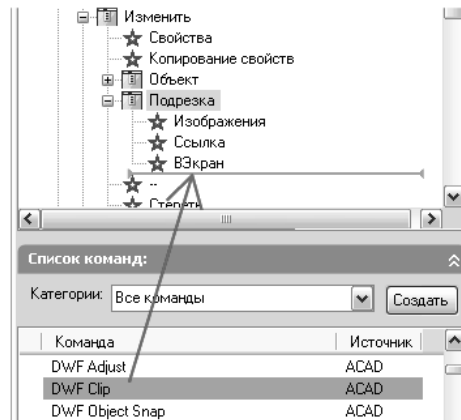 Изменить
Свойства
Копирование свойств
Объект
Подрезка
Изображения
Ссылка
ВЭкран
--
Стереть
Список команд:
Категории: Все команды Создать
Команда Источник
DWF Adjust ACAD
DWF Clip ACAD
DWF Object Snap ACAD